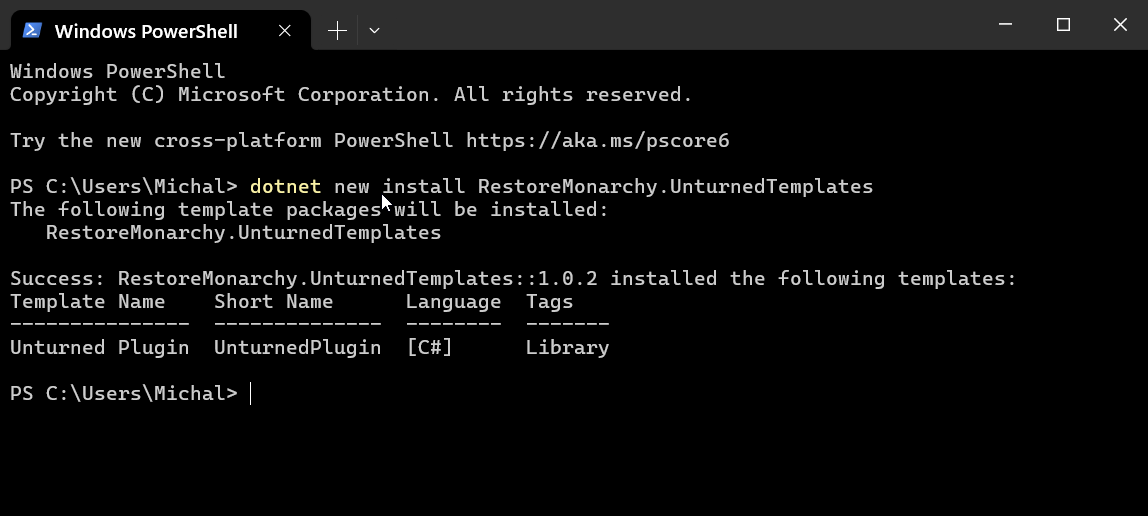 Windows PowerShell
Windows PowerShell
Copyright (C) Microsoft Corporation. All rights reserved.
Try the new cross-platform PowerShell https://aka.ms/pscore6
PS C:\Users\Michal> dotnet new install RestoreMonarchy.UnturnedTemplates
The following template packages will be installed:
   RestoreMonarchy.UnturnedTemplates
Success: RestoreMonarchy.UnturnedTemplates::1.0.2 installed the following templates:
Template Name    Short Name      Language  Tags
---------------  --------------  --------  -------
Unturned Plugin  UnturnedPlugin  [C#]      Library
PS C:\Users\Michal>